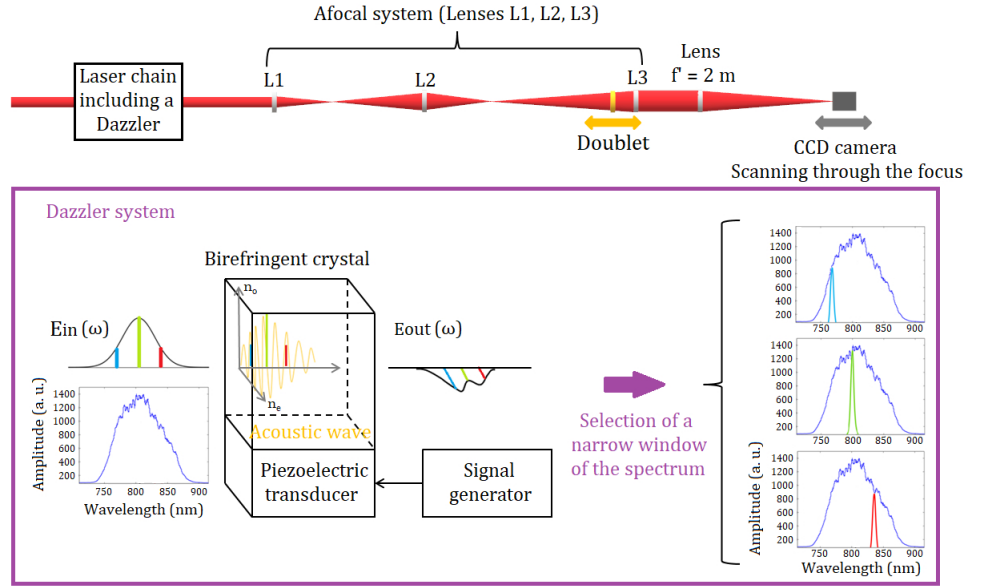 Afocal system (Lenses L1, L2, L3)
Laser chain
including a
Dazzler
L1
L2
L3
Lens
f' = 2 m
Doublet
CCD camera
Scanning through the focus
Dazzler system
Ein (ω)
Birefringent crystal
n_o
n_e
Acoustic wave
Piezoelectric
transducer
Signal
generator
Eout (ω)
Amplitude (a. u.)
1400
1200
1000
800
600
400
200
750 800 850 900
Wavelength (nm)
Selection of a
narrow window
of the spectrum
1400
1200
1000
800
600
400
200
750 800 850 900
1400
1200
1000
800
600
400
200
750 800 850 900
Amplitude (a. u.)
1400
1200
1000
800
600
400
200
750 800 850 900
Wavelength (nm)